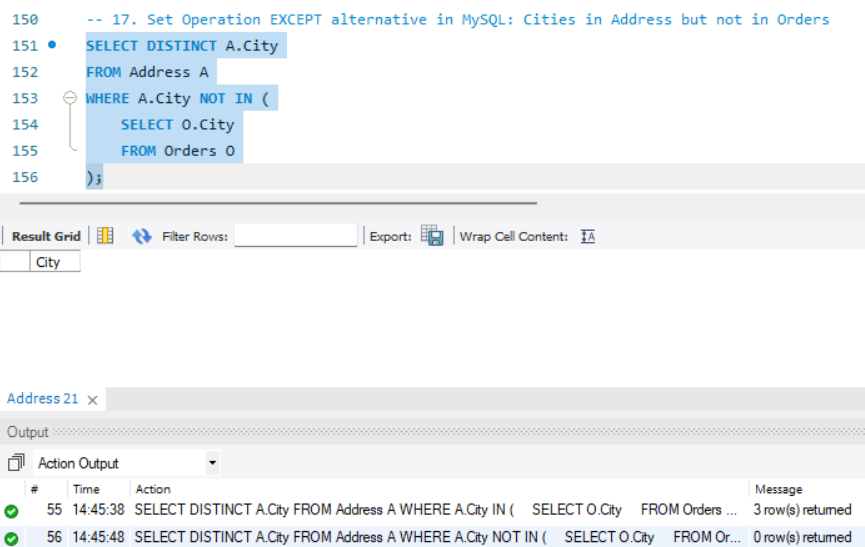 150 -- 17. Set Operation EXCEPT alternative in MySQL: Cities in Address but not in Orders
151 SELECT DISTINCT A.City
152 FROM Address A
153 WHERE A.City NOT IN (
154 SELECT O.City
155 FROM Orders O
156 );
Result Grid Filter Rows: Export: Wrap Cell Content: IA
City
Address 21 ×
Output
Action Output
# Time Action Message
55 14:45:38 SELECT DISTINCT A.City FROM Address A WHERE A.City IN ( SELECT O.City FROM Orders ... 3 row(s) returned
56 14:45:48 SELECT DISTINCT A.City FROM Address A WHERE A.City NOT IN ( SELECT O.City FROM Or... 0 row(s) returned